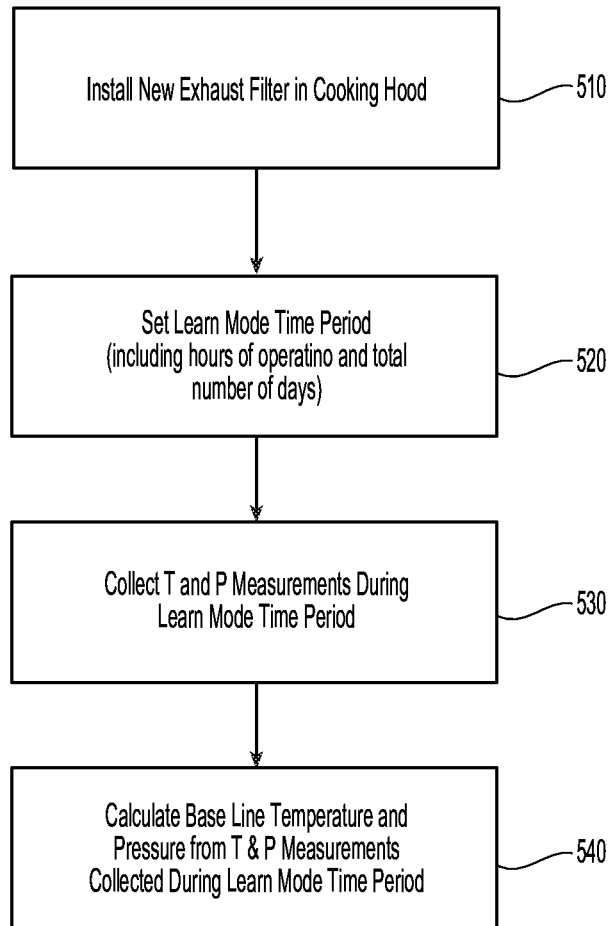 Install New Exhaust Filter in Cooking Hood
510
Set Learn Mode Time Period
(including hours of operatino and total
number of days)
520
Collect T and P Measurements During
Learn Mode Time Period
530
Calculate Base Line Temperature and
Pressure from T & P Measurements
Collected During Learn Mode Time Period
540